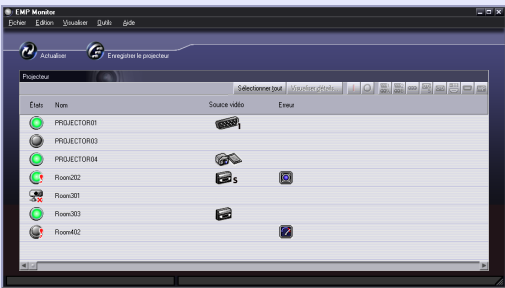 EMP Monitor
Fichier Edition Visualiser Outils Aide
Actualiser Enregistrer le projecteur
Projecteur
Sélectionner tout Visualiser détails
États Nom Source vidéo Erreur
PROJECTOR01 1
PROJECTOR03
PROJECTOR04
Room202 S
Room301
Room303
Room402